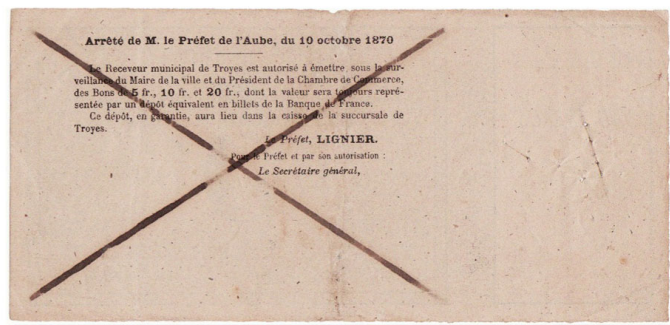 Arrêté de M. le Préfet de l'Aube, du 10 octobre 1870
Le Receveur municipal de Troyes est autorisé à émettre, sous la sur-
veillance du Maire de la ville et du Président de la Chambre de Commerce,
des Bons de 5 fr., 10 fr. et 20 fr., dont la valeur sera toujours repré-
sentée par un dépôt équivalent en billets de la Banque de France.
Ce dépôt, en garantie, aura lieu dans la caisse de la succursale de
Troyes.
Le Préfet, LIGNIER.
Pour le Préfet et par son autorisation :
Le Secrétaire général,